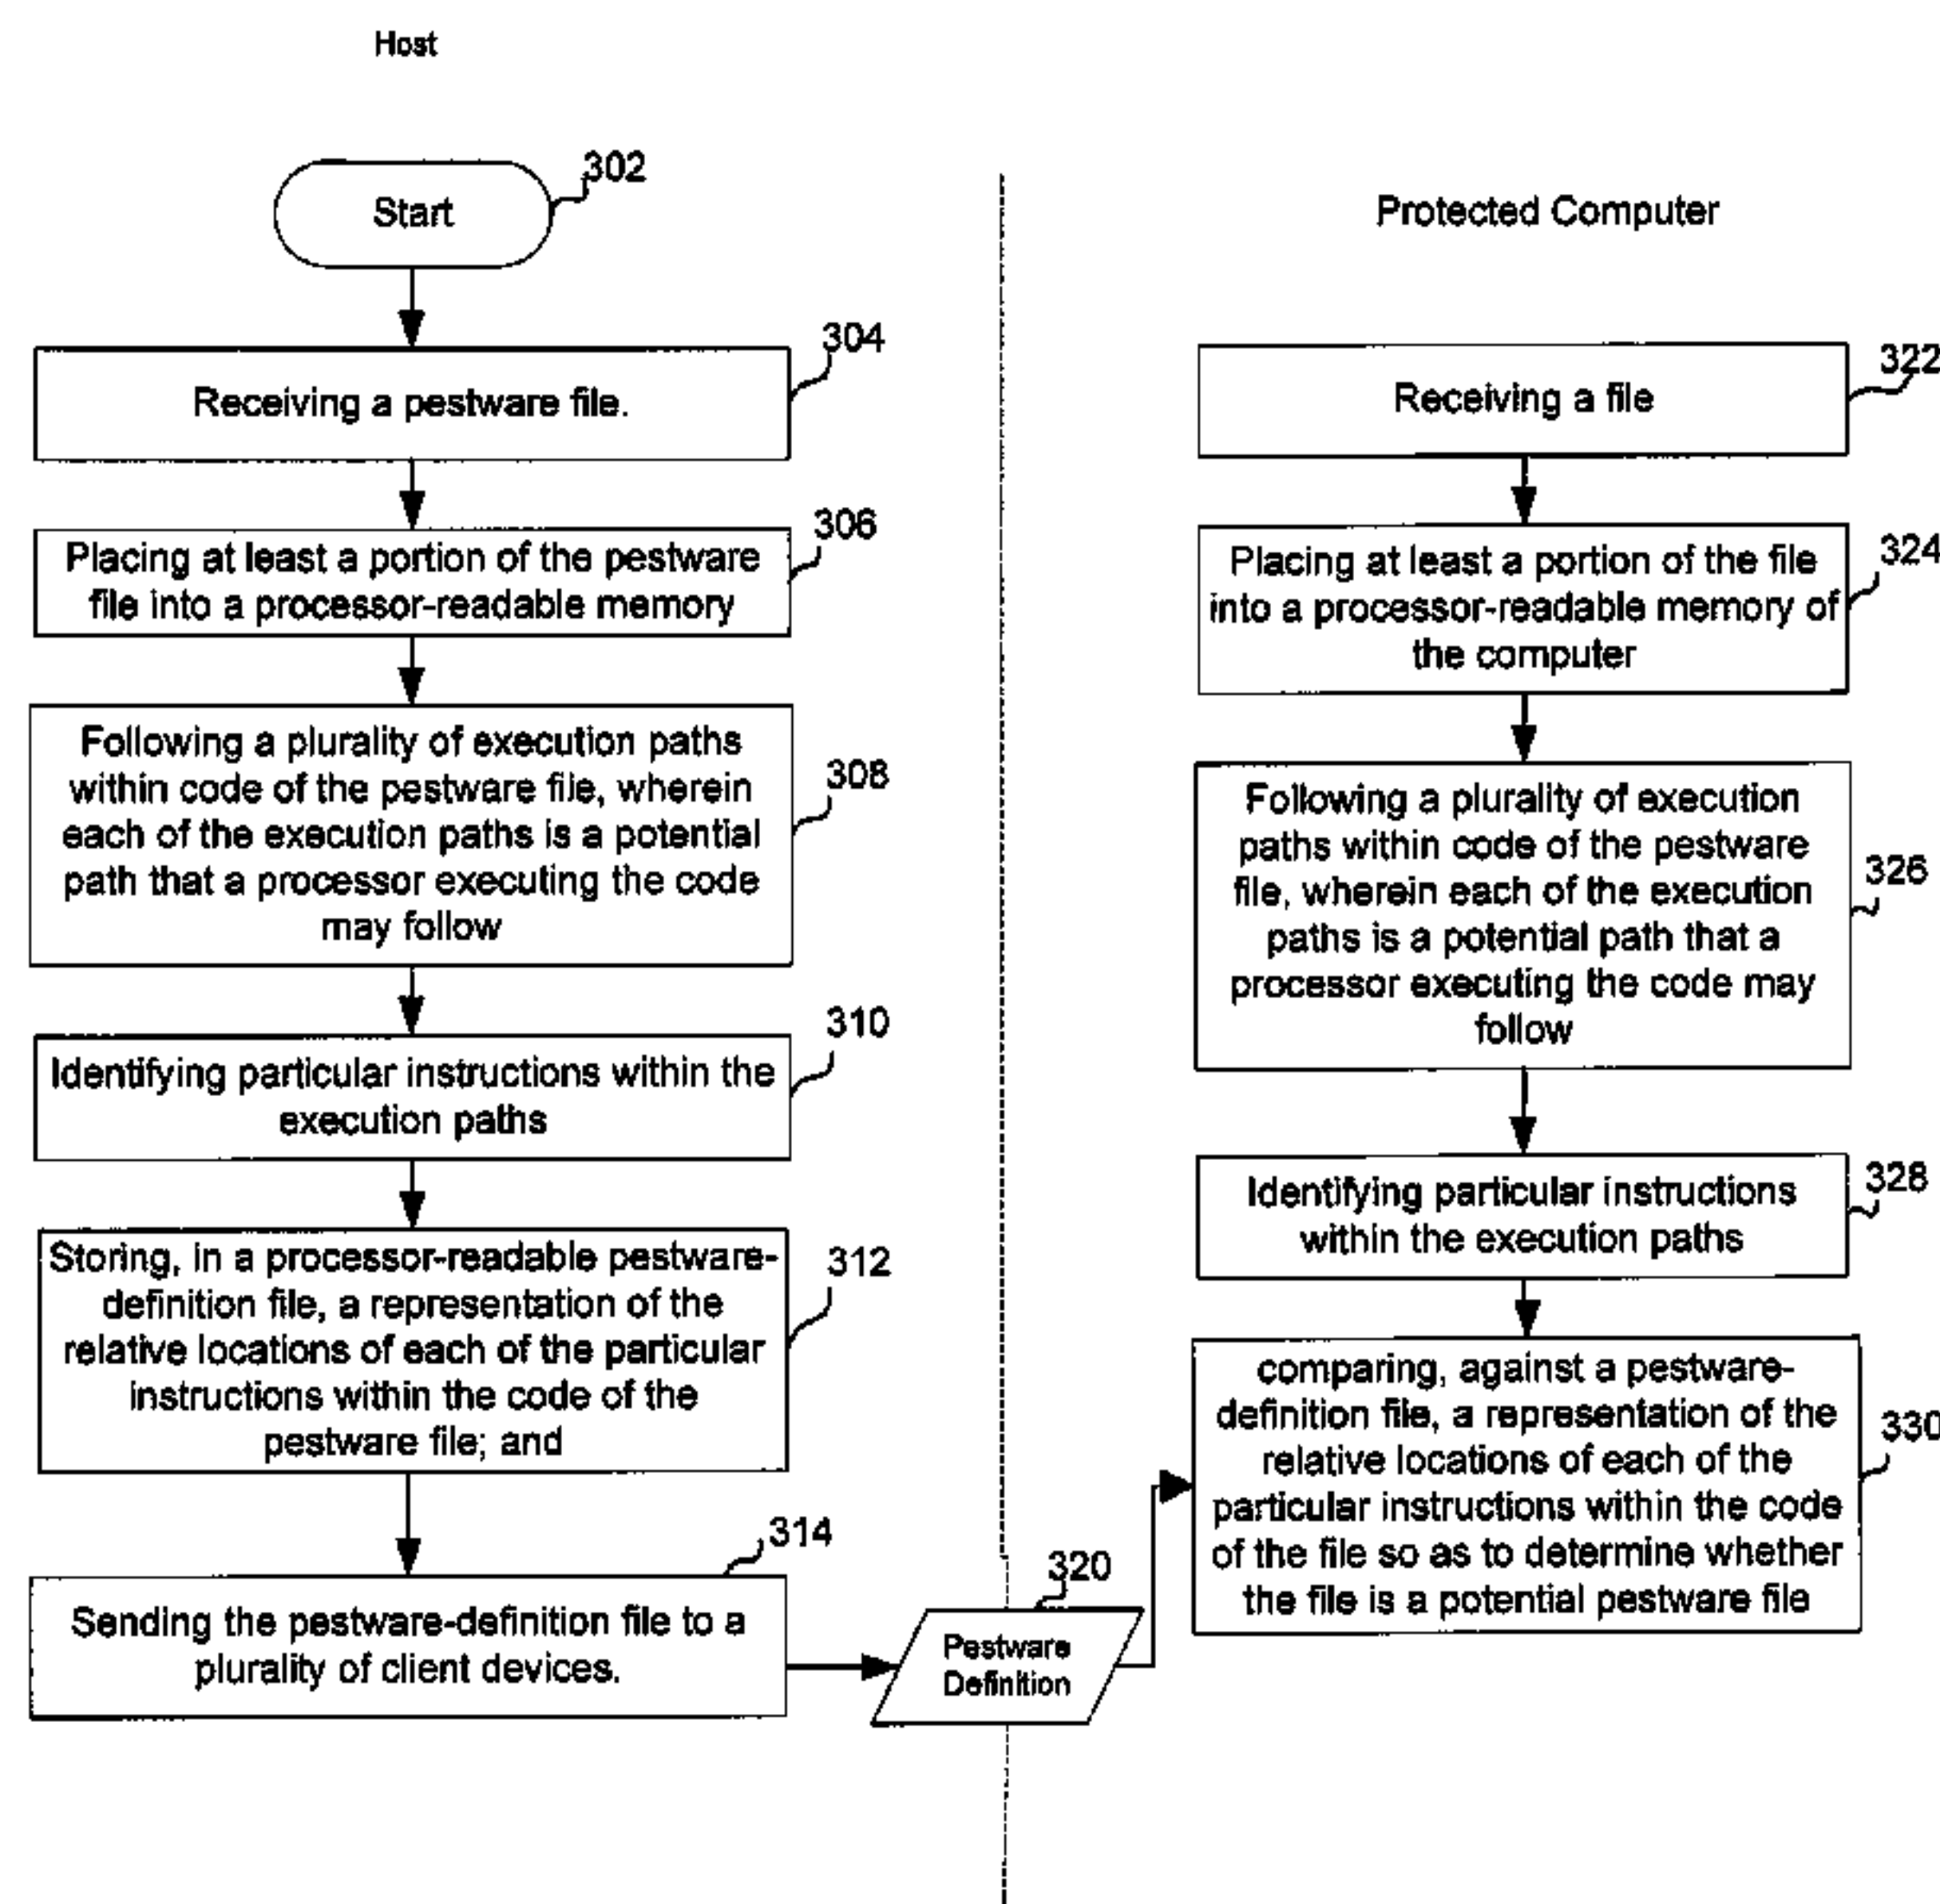 Host
302
Start
304
Receiving a pestware file.
306
Placing at least a portion of the pestware
file into a processor-readable memory
308
Following a plurality of execution paths
within code of the pestware file, wherein
each of the execution paths is a potential
path that a processor executing the code
may follow
310
Identifying particular instructions within the
execution paths
312
Storing, in a processor-readable pestware-
definition file, a representation of the
relative locations of each of the particular
instructions within the code of the
pestware file; and
314
Sending the pestware-definition file to a
plurality of client devices.
320
Pestware
Definition
Protected Computer
322
Receiving a file
324
Placing at least a portion of the file
into a processor-readable memory of
the computer
326
Following a plurality of execution
paths within code of the pestware
file, wherein each of the execution
paths is a potential path that a
processor executing the code may
follow
328
Identifying particular instructions
within the execution paths
330
comparing, against a pestware-
definition file, a representation of the
relative locations of each of the
particular instructions within the code
of the file so as to determine whether
the file is a potential pestware file